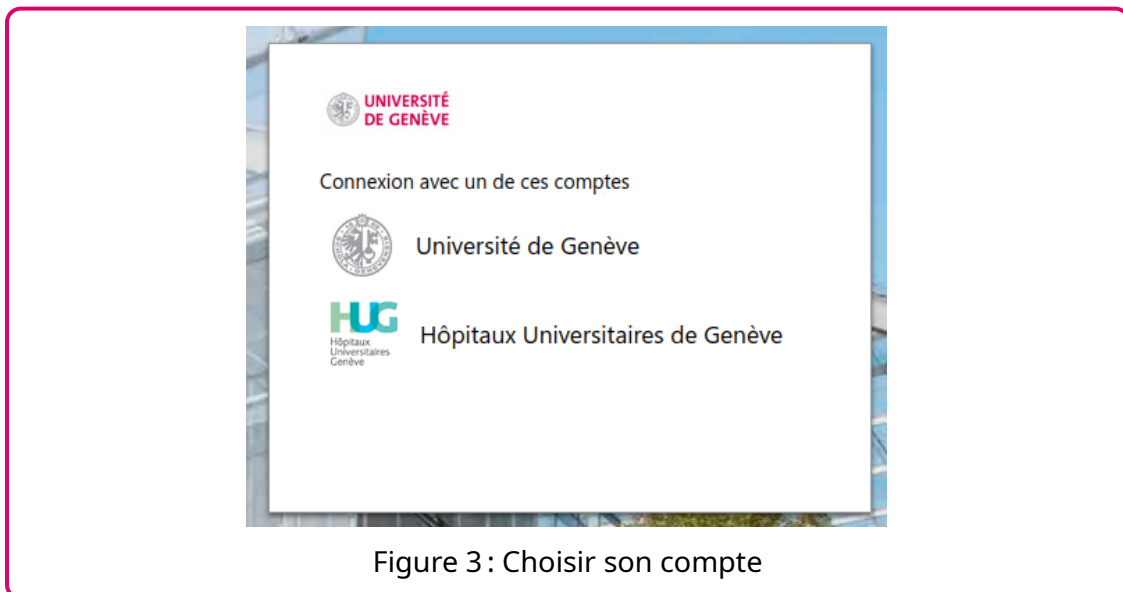 UNIVERSITÉ
DE GENÈVE
Connexion avec un de ces comptes
Université de Genève
HUG
Hôpitaux
Universitaires
Genève
Hôpitaux Universitaires de Genève
Figure 3 : Choisir son compte